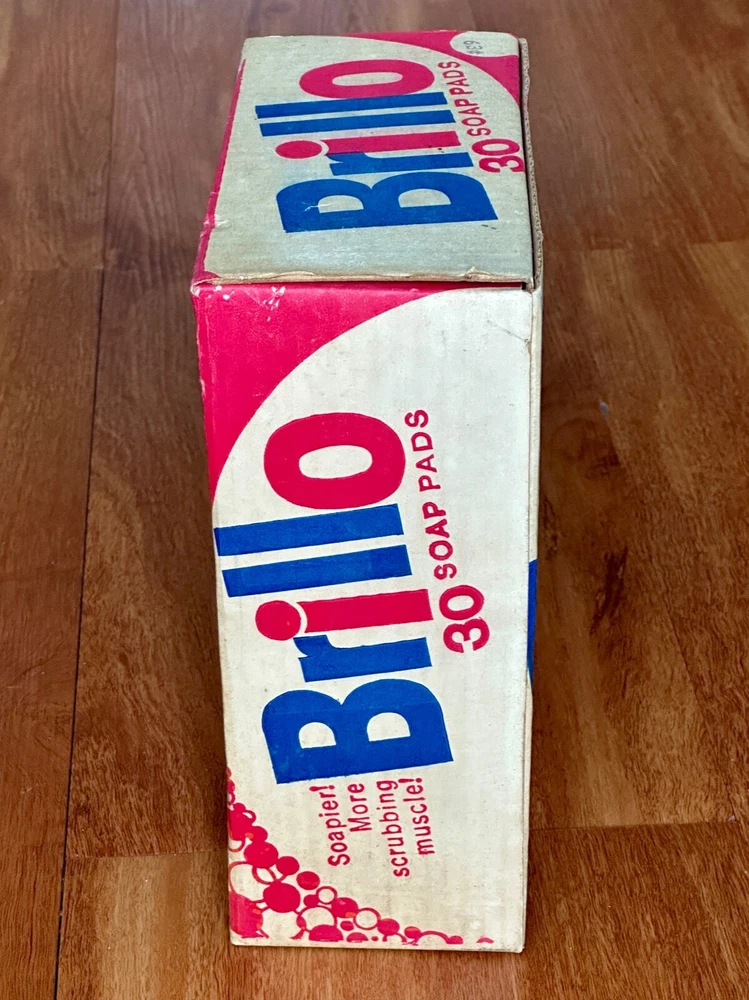 Brillo
30 SOAP PADS
Brillo
30 SOAP PADS
Soapier!
More
scrubbing
muscle!